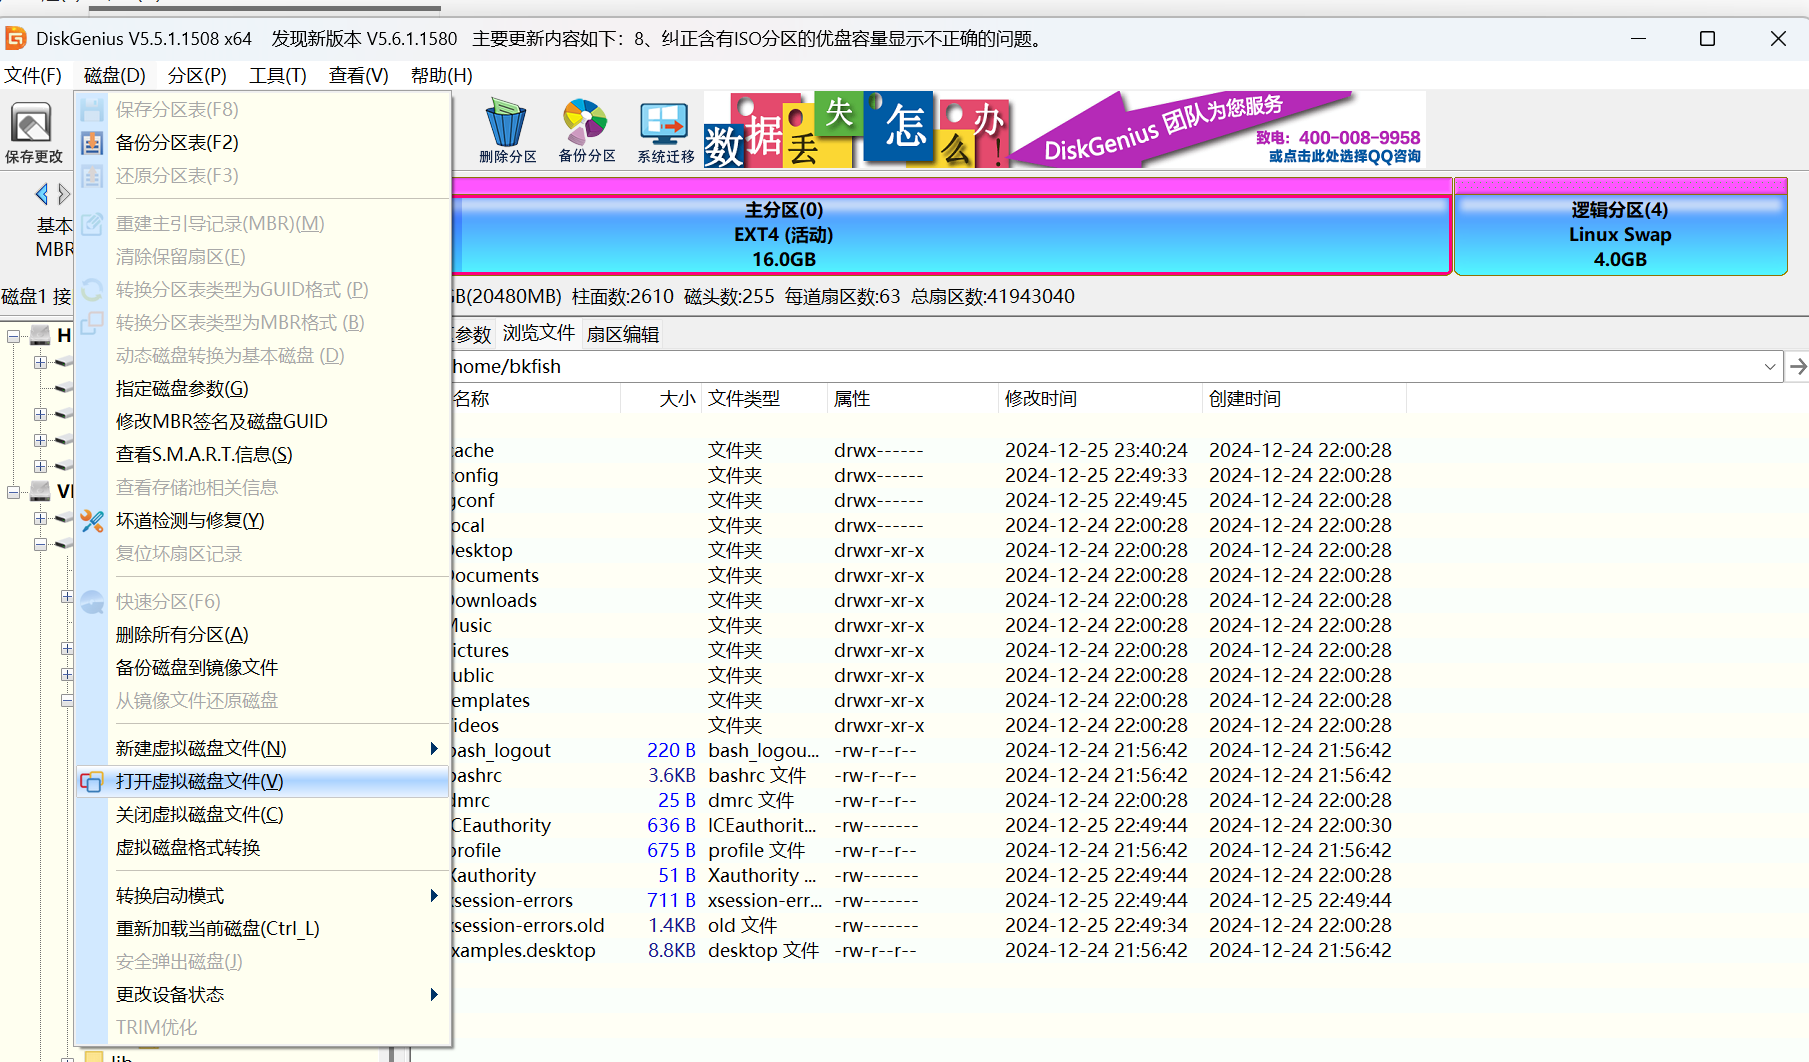 DiskGenius V5.5.1.1508 x64 发现新版本 V5.6.1.1580 主要更新内容如下：8、纠正含有ISO分区的优盘容量显示不正确的问题。
文件(F) 磁盘(D) 分区(P) 工具(T) 查看(V) 帮助(H)
保存更改
删除分区
备份分区
系统迁移
数据丢失怎么办!
DiskGenius 团队为您服务
致电：400-008-9958
或点击此处选择QQ咨询
基本
MBR
主分区(0)
EXT4 (活动)
16.0GB
逻辑分区(4)
Linux Swap
4.0GB
磁盘1 接
GB(20480MB) 柱面数:2610 磁头数:255 每道扇区数:63 总扇区数:41943040
保存分区表(F8)
备份分区表(F2)
还原分区表(F3)
重建主引导记录(MBR)(M)
清除保留扇区(E)
转换分区表类型为GUID格式 (P)
转换分区表类型为MBR格式 (B)
动态磁盘转换为基本磁盘 (D)
指定磁盘参数(G)
修改MBR签名及磁盘GUID
查看S.M.A.R.T.信息(S)
查看存储池相关信息
坏道检测与修复(Y)
复位坏扇区记录
快速分区(F6)
删除所有分区(A)
备份磁盘到镜像文件
从镜像文件还原磁盘
新建虚拟磁盘文件(N)
打开虚拟磁盘文件(V)
关闭虚拟磁盘文件(C)
虚拟磁盘格式转换
转换启动模式
重新加载当前磁盘(Ctrl_L)
安全弹出磁盘(J)
更改设备状态
TRIM优化
H
lib
参数 浏览文件 扇区编辑
home/bkfish
名称 大小 文件类型 属性 修改时间 创建时间
ache 文件夹 drwx------ 2024-12-25 23:40:24 2024-12-24 22:00:28
config 文件夹 drwx------ 2024-12-25 22:49:33 2024-12-24 22:00:28
gconf 文件夹 drwx------ 2024-12-25 22:49:45 2024-12-24 22:00:28
ocal 文件夹 drwx------ 2024-12-24 22:00:28 2024-12-24 22:00:28
Desktop 文件夹 drwxr-xr-x 2024-12-24 22:00:28 2024-12-24 22:00:28
Documents 文件夹 drwxr-xr-x 2024-12-24 22:00:28 2024-12-24 22:00:28
Downloads 文件夹 drwxr-xr-x 2024-12-24 22:00:28 2024-12-24 22:00:28
Music 文件夹 drwxr-xr-x 2024-12-24 22:00:28 2024-12-24 22:00:28
ictures 文件夹 drwxr-xr-x 2024-12-24 22:00:28 2024-12-24 22:00:28
ublic 文件夹 drwxr-xr-x 2024-12-24 22:00:28 2024-12-24 22:00:28
emplates 文件夹 drwxr-xr-x 2024-12-24 22:00:28 2024-12-24 22:00:28
ideos 文件夹 drwxr-xr-x 2024-12-24 22:00:28 2024-12-24 22:00:28
bash_logout 220 B bash_logou... -rw-r--r-- 2024-12-24 21:56:42 2024-12-24 21:56:42
bashrc 3.6KB bashrc 文件 -rw-r--r-- 2024-12-24 21:56:42 2024-12-24 21:56:42
dmrc 25 B dmrc 文件 -rw-r--r-- 2024-12-24 22:00:28 2024-12-24 22:00:28
ICEauthority 636 B ICEauthorit... -rw------- 2024-12-25 22:49:44 2024-12-24 22:00:30
profile 675 B profile 文件 -rw-r--r-- 2024-12-24 21:56:42 2024-12-24 21:56:42
Xauthority 51 B Xauthority ... -rw------- 2024-12-25 22:49:44 2024-12-24 22:00:28
xsession-errors 711 B xsession-err... -rw------- 2024-12-25 22:49:44 2024-12-25 22:49:44
xsession-errors.old 1.4KB old 文件 -rw------- 2024-12-25 22:49:34 2024-12-24 22:00:28
xamples.desktop 8.8KB desktop 文件 -rw-r--r-- 2024-12-24 21:56:42 2024-12-24 21:56:42